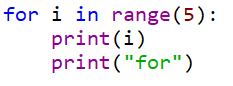 for i in range(5):
    print(i)
    print("for")